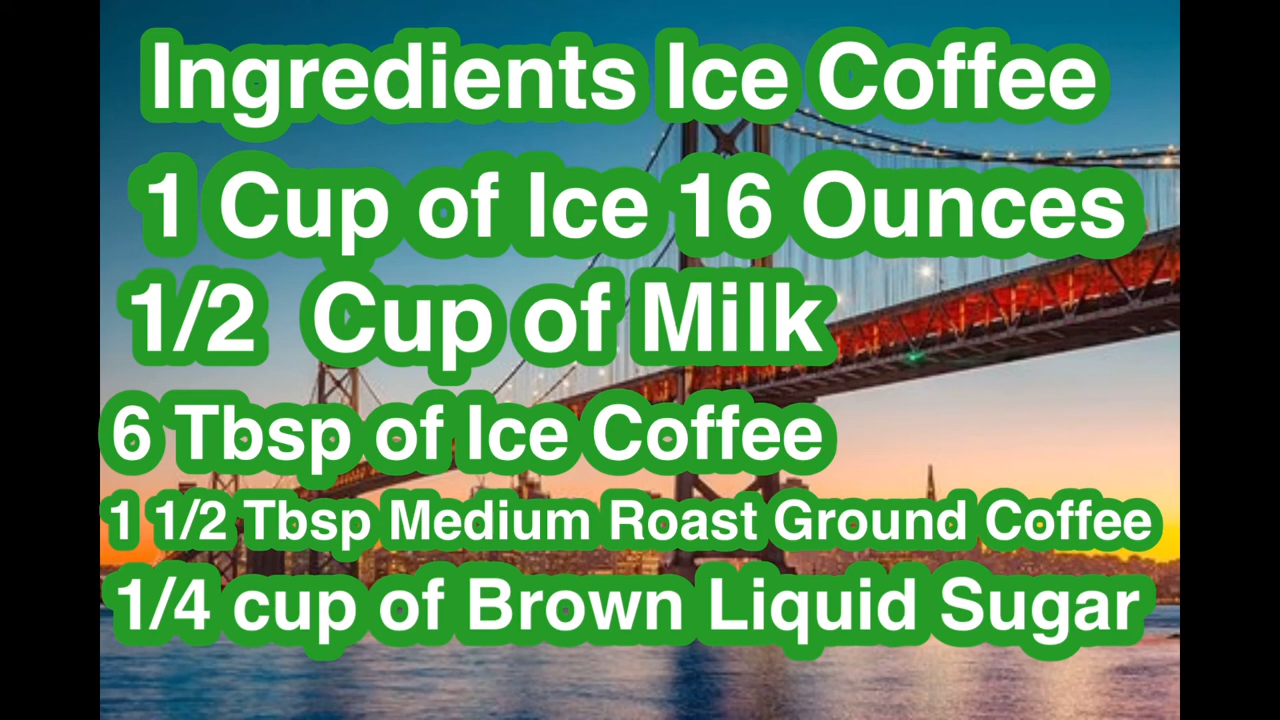 Ingredients Ice Coffee
1 Cup of Ice 16 Ounces
1/2 Cup of Milk
6 Tbsp of Ice Coffee
1 1/2 Tbsp Medium Roast Ground Coffee
1/4 cup of Brown Liquid Sugar